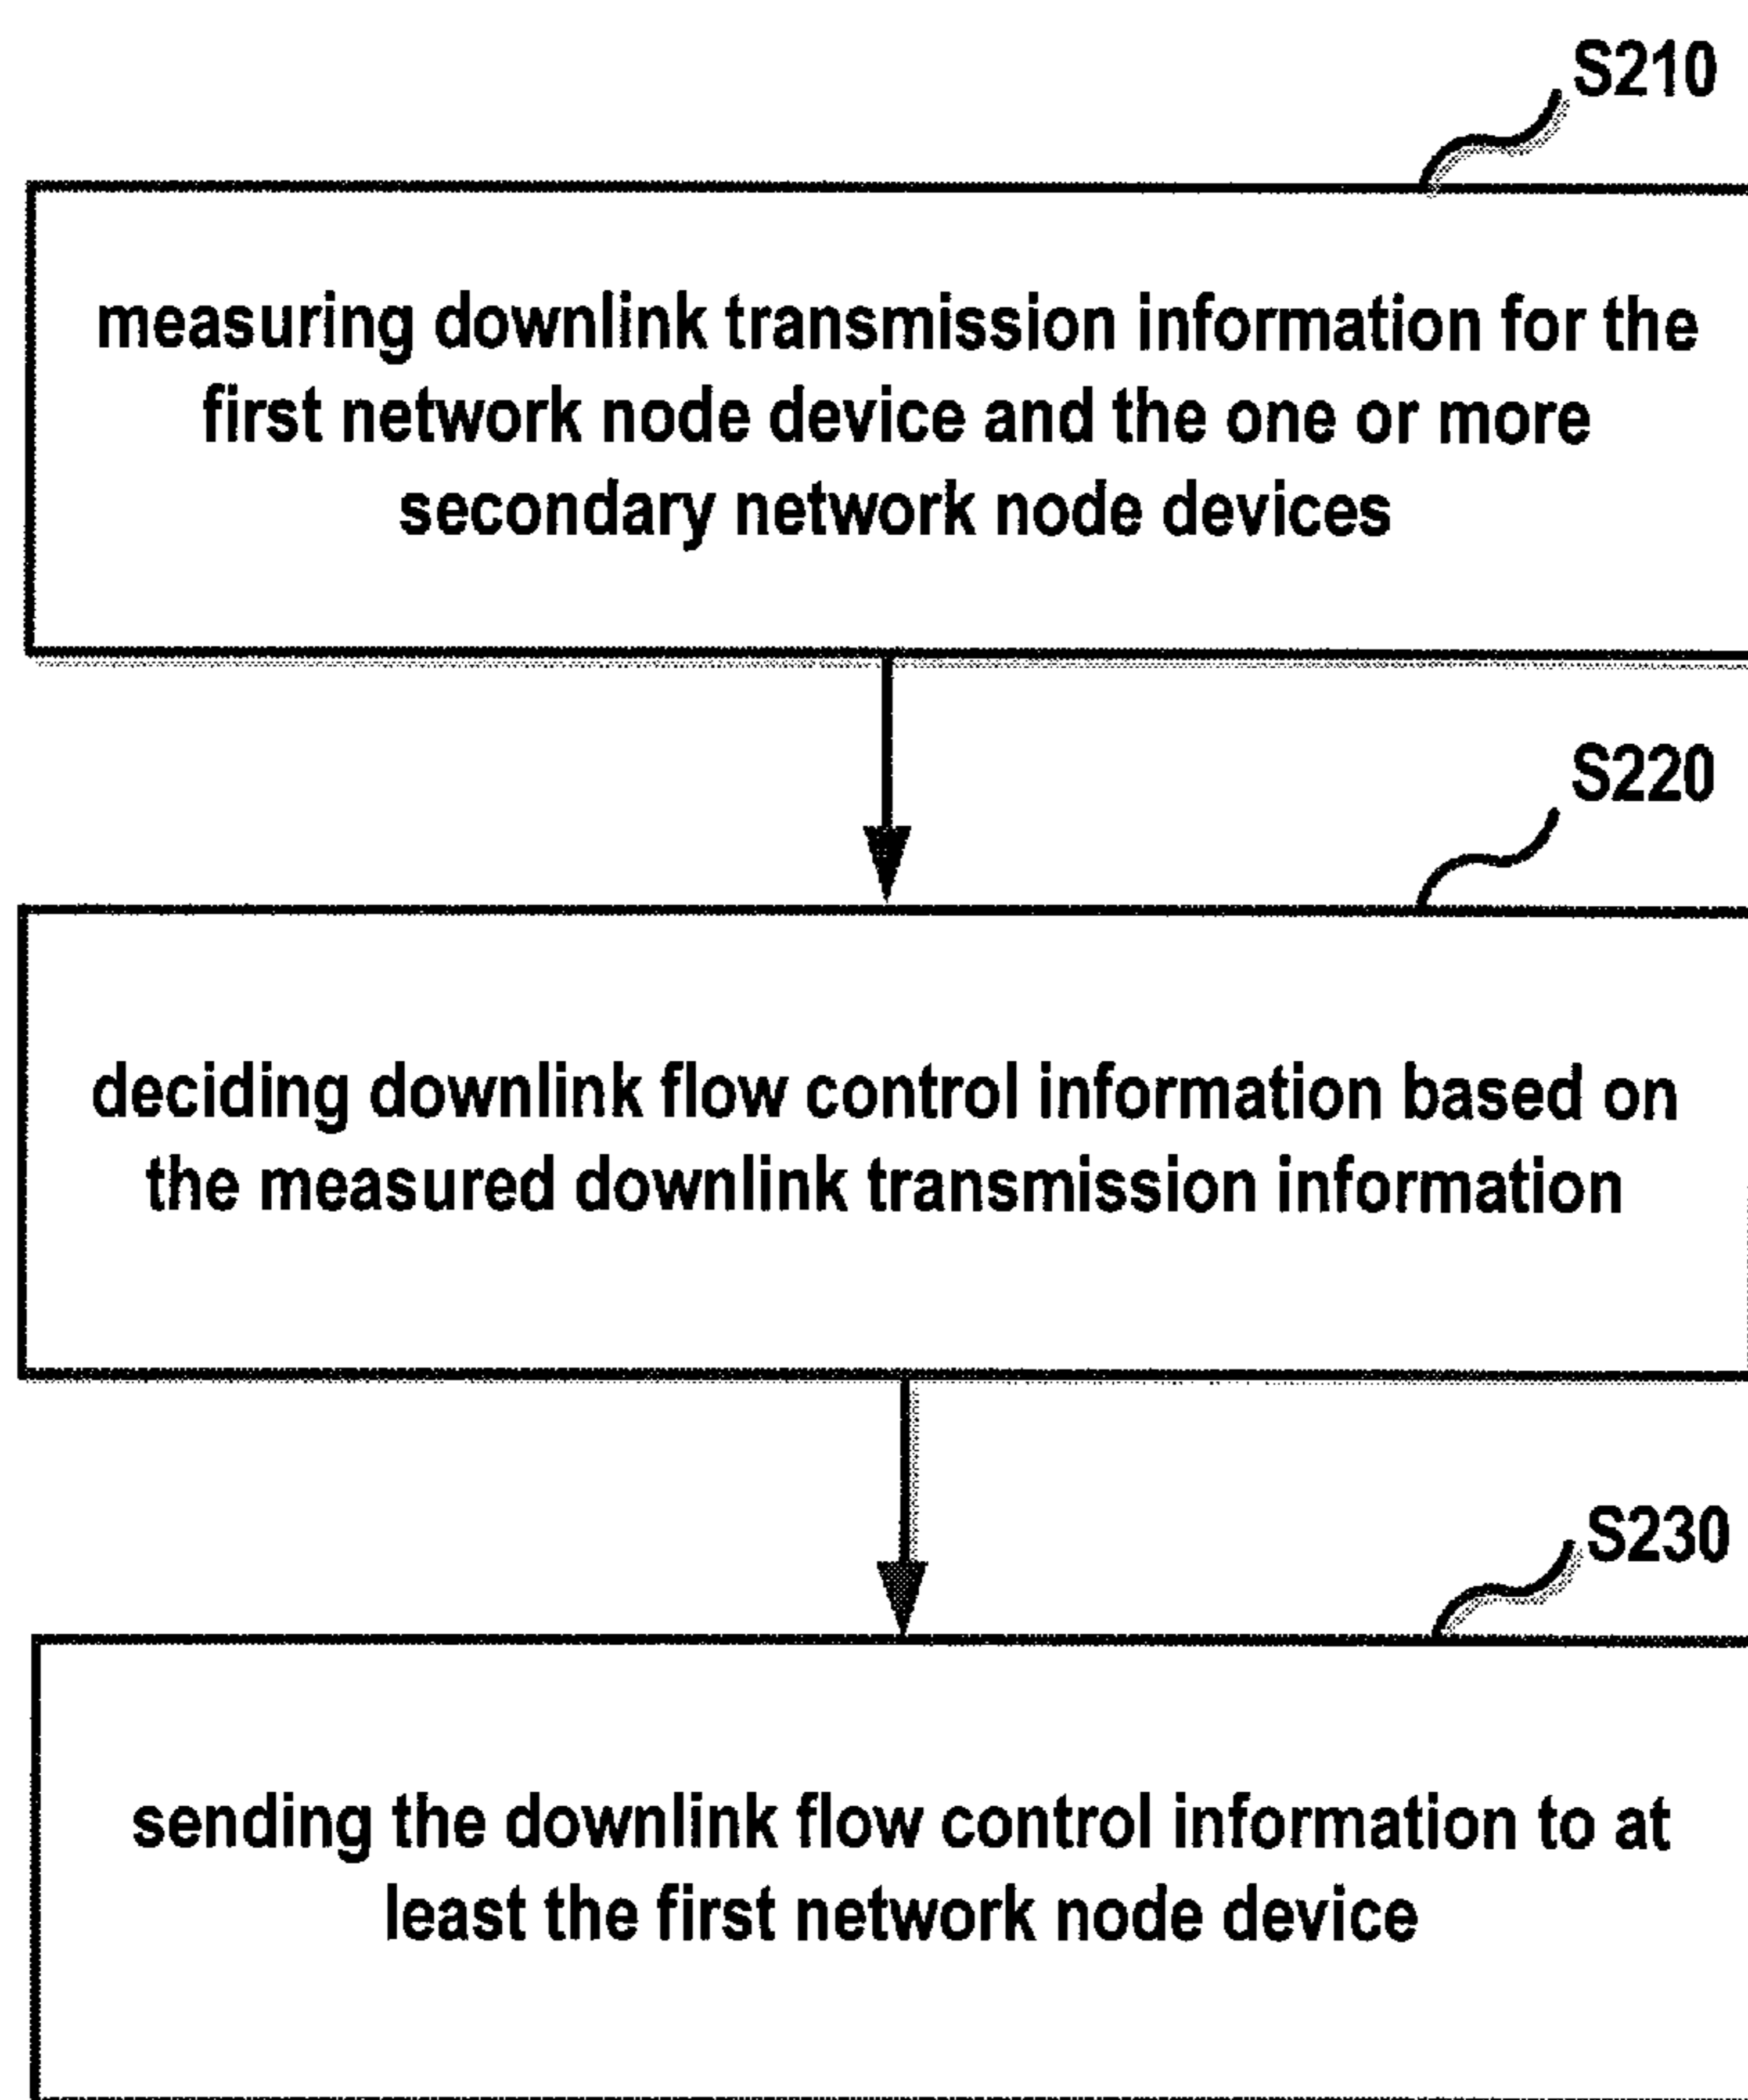 S210
measuring downlink transmission information for the
first network node device and the one or more
secondary network node devices
S220
deciding downlink flow control information based on
the measured downlink transmission information
S230
sending the downlink flow control information to at
least the first network node device